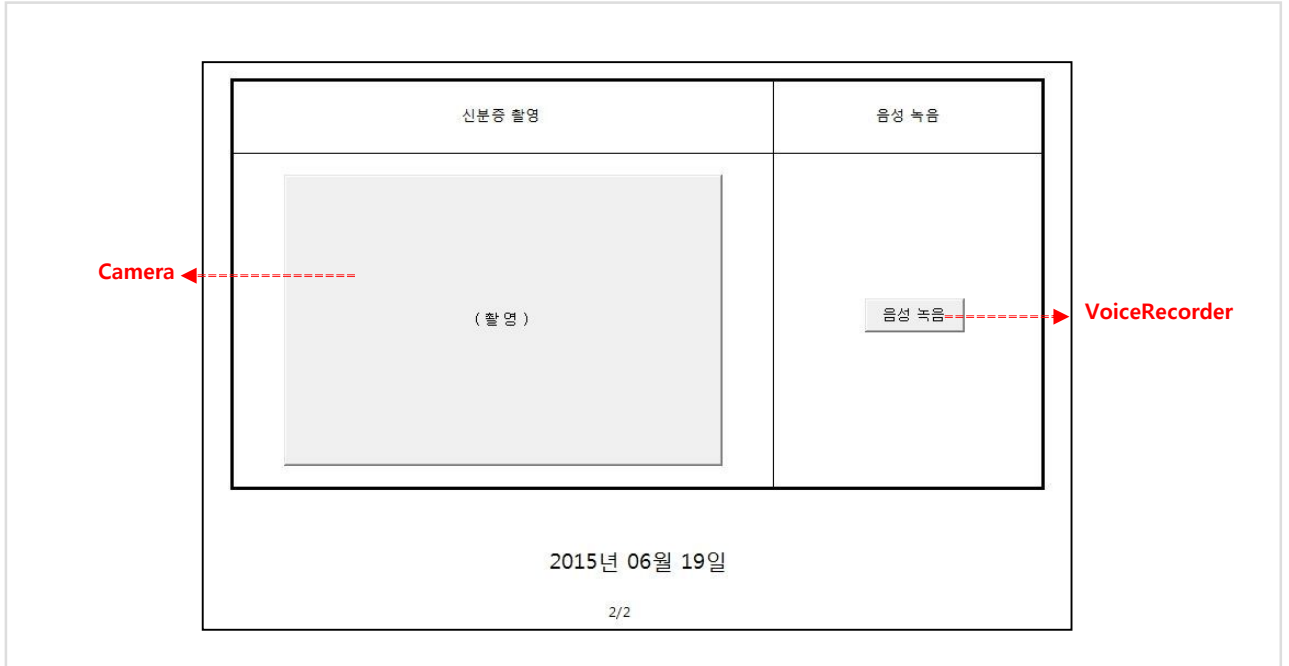 신분증 촬영
음성 녹음
Camera
( 촬 영 )
음성 녹음
VoiceRecorder
2015년 06월 19일
2/2